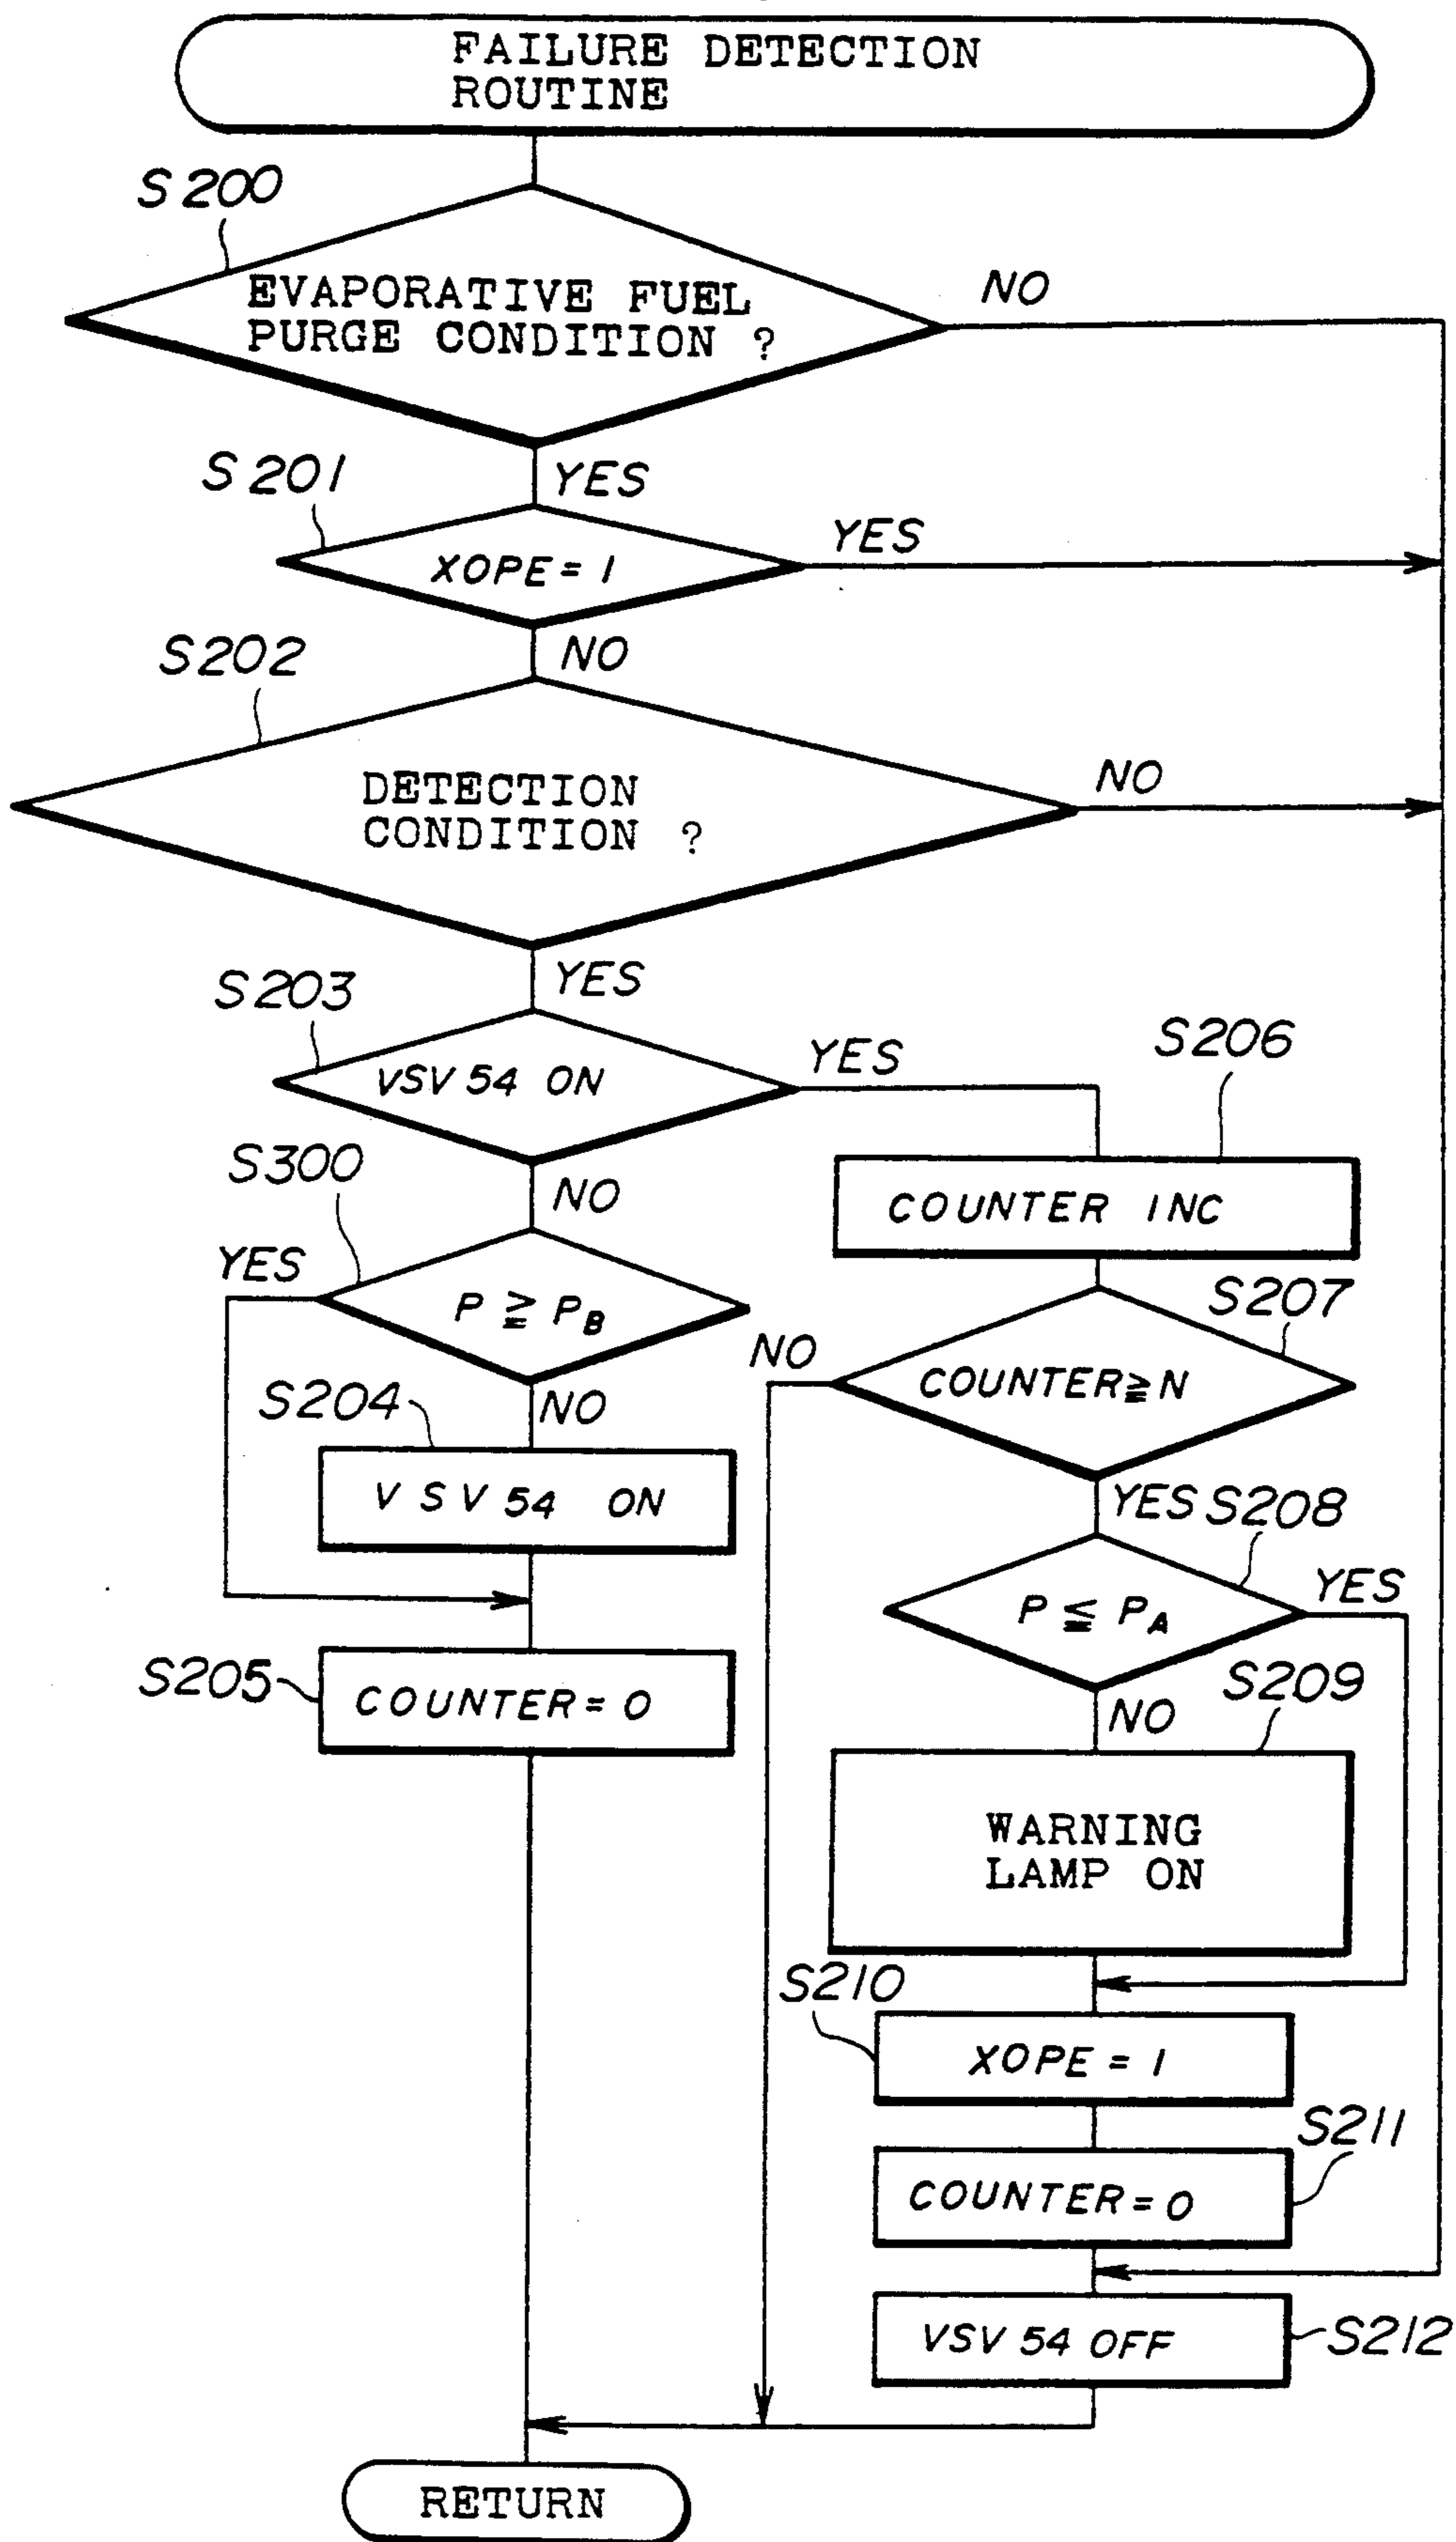 FAILURE DETECTION
ROUTINE
S200
EVAPORATIVE FUEL
PURGE CONDITION ?
NO
YES
S201
XOPE = 1
YES
NO
S202
DETECTION
CONDITION ?
NO
YES
S203
VSV 54 ON
YES
NO
S206
COUNTER INC
S300
YES
P ≧ PB
NO
S207
NO
COUNTER ≧ N
YES
S204
VSV 54 ON
S208
P ≦ PA
YES
NO
S205
COUNTER = 0
S209
WARNING
LAMP ON
S210
XOPE = 1
S211
COUNTER = 0
VSV 54 OFF
S212
RETURN